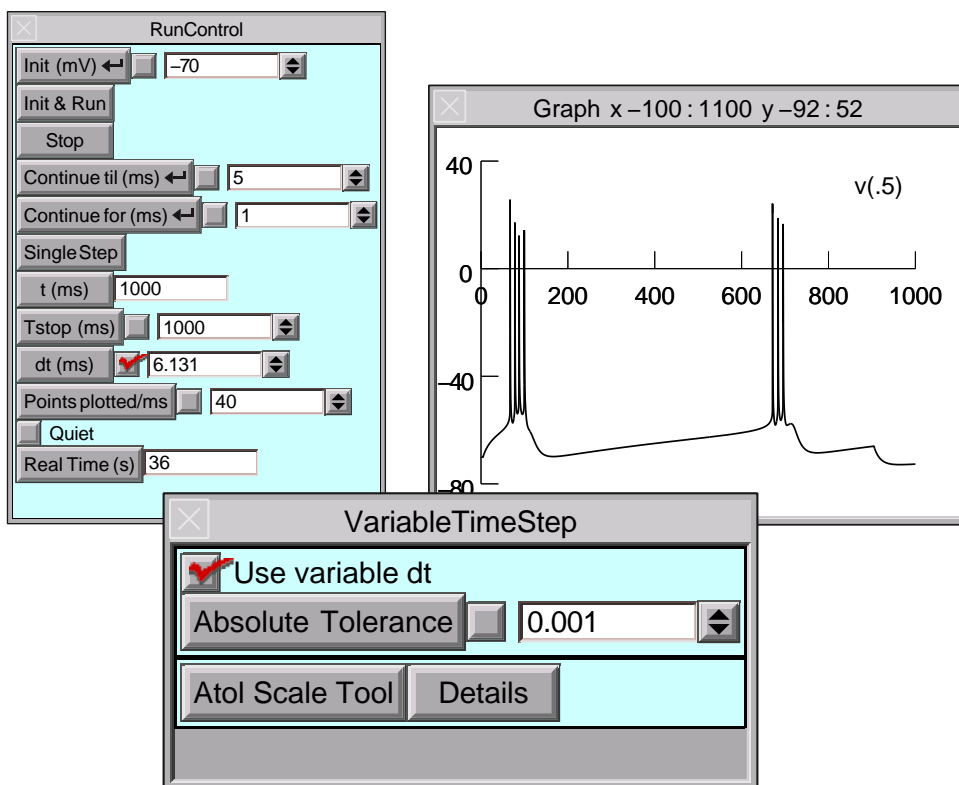 RunControl
Init (mV) –70
Init & Run
Stop
Continue til (ms) 5
Continue for (ms) 1
Single Step
t (ms) 1000
Tstop (ms) 1000
dt (ms) 6.131
Points plotted/ms 40
Quiet
Real Time (s) 36
Graph x –100 : 1100 y –92 : 52
40
v(.5)
0
0 200 400 600 800 1000
–40
–80
VariableTimeStep
Use variable dt
Absolute Tolerance 0.001
Atol Scale Tool Details